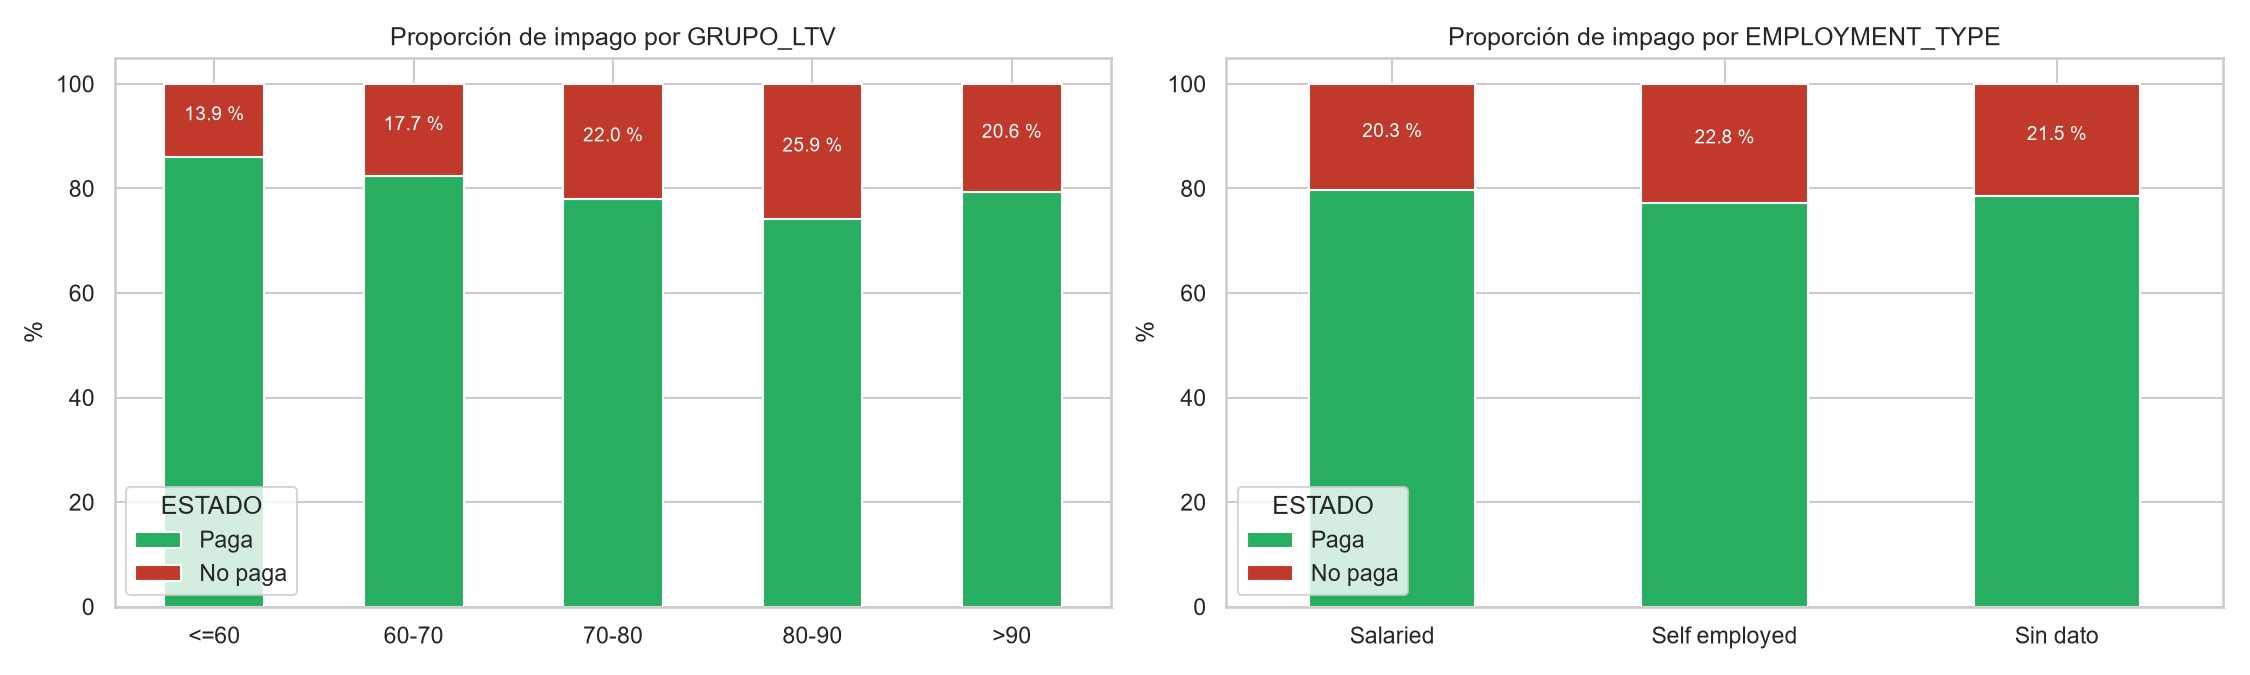 Proporción de impago por GRUPO_LTV
%
100
80
60
40
20
0
13.9 %
17.7 %
22.0 %
25.9 %
20.6 %
ESTADO
Paga
No paga
<=60
60-70
70-80
80-90
>90
Proporción de impago por EMPLOYMENT_TYPE
%
100
80
60
40
20
0
20.3 %
22.8 %
21.5 %
ESTADO
Paga
No paga
Salaried
Self employed
Sin dato